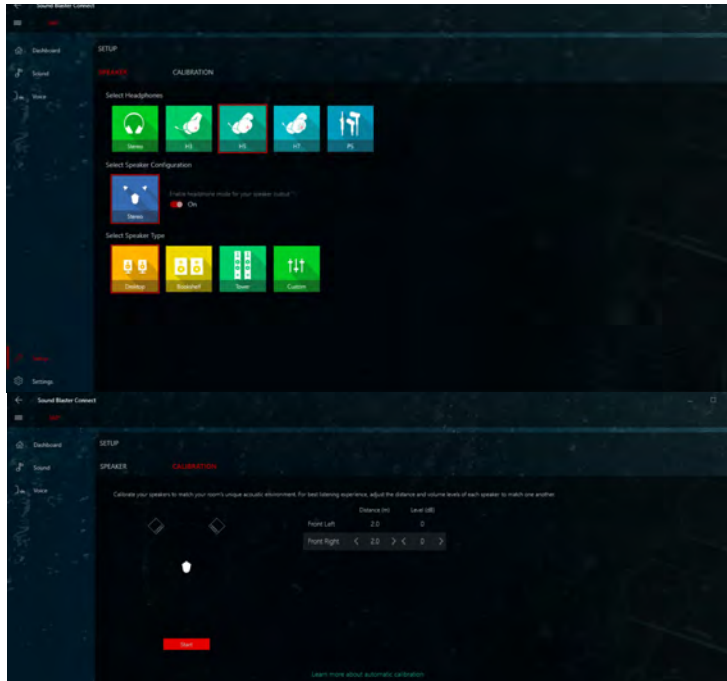 Sound Blaster Connect
Dashboard
SETUP
Sound
SPEAKER
CALIBRATION
Voice
Select Headphones
Stereo
H3
H5
H7
P5
Select Speaker Configuration
Enable headphone mode for your speaker output
On
Stereo
Select Speaker Type
Desktop
Bookshelf
Tower
Custom
Settings
Sound Blaster Connect
Dashboard
SETUP
Sound
SPEAKER
CALIBRATION
Voice
Calibrate your speakers to match your room's unique acoustic environment. For best listening experience, adjust the distance and volume levels of each speaker to match one another.
Distance (m)
Level (dB)
Front Left
2.0
0
Front Right
< 2.0 > < 0 >
Start
Learn more about automatic calibration